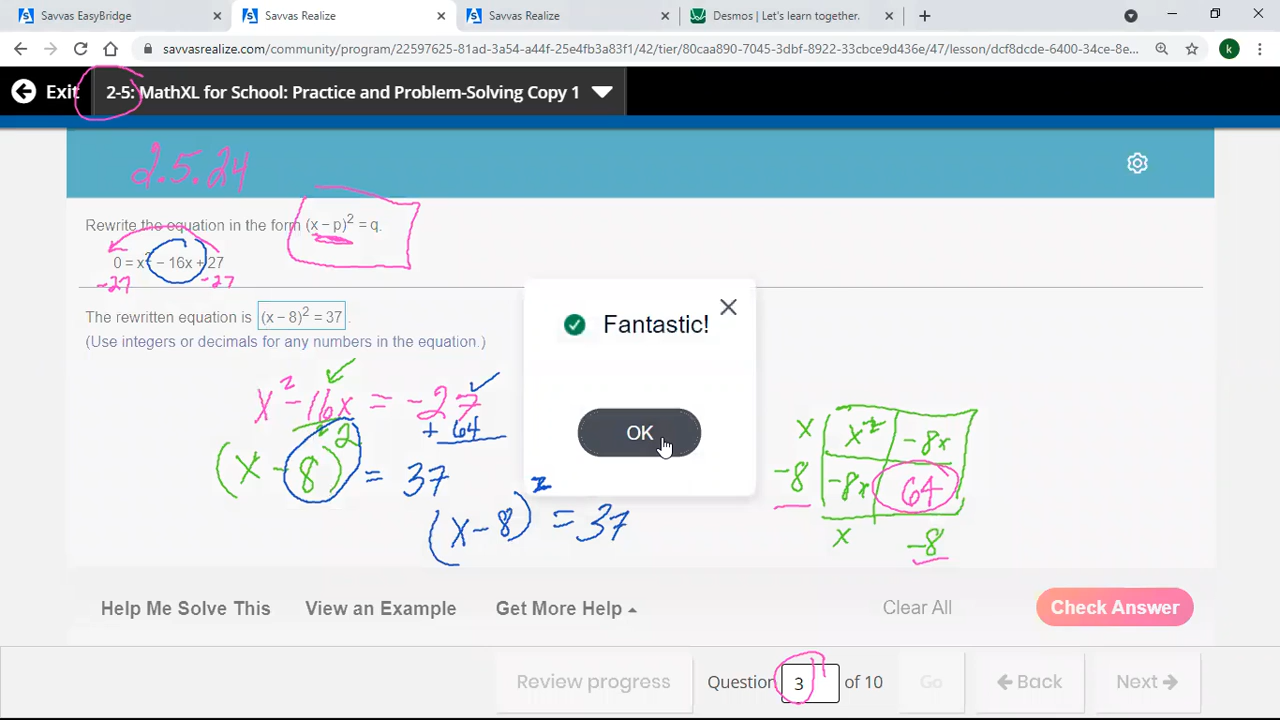 Savvas EasyBridge × Savvas Realize × Savvas Realize × Desmos | Let's learn together. × +
savvasrealize.com/community/program/22597625-81ac-3a54-a44f-25e4fb3a63f1/42/tier/80caa890-7045-3dbf-8922-33cbce9d436e/47/lesson/dcf8dcde-6400-34ce-8e... k
Exit 2-5: MathXL for School: Practice and Problem-Solving Copy 1
2.5.24
Rewrite the equation in the form (x – p)² = q.
0 = x² – 16x + 27
-27 -27
The rewritten equation is (x – 8)² = 37.
(Use integers or decimals for any numbers in the equation.)
Fantastic!
OK
x² - 16x = -27
2 + 64
(x - 8)² = 37
(x - 8)² = 37
x x² -8x
-8 -8x 64
x -8
Help Me Solve This View an Example Get More Help Clear All Check Answer
Review progress Question 3 of 10 Go Back Next